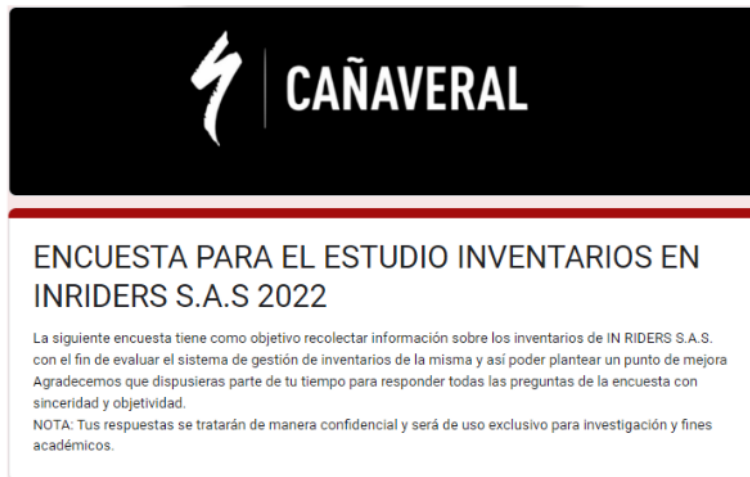 CAÑAVERAL
ENCUESTA PARA EL ESTUDIO INVENTARIOS EN
INRIDERS S.A.S 2022
La siguiente encuesta tiene como objetivo recolectar información sobre los inventarios de IN RIDERS S.A.S.
con el fin de evaluar el sistema de gestión de inventarios de la misma y así poder plantear un punto de mejora
Agradecemos que dispusieras parte de tu tiempo para responder todas las preguntas de la encuesta con
sinceridad y objetividad.
NOTA: Tus respuestas se tratarán de manera confidencial y será de uso exclusivo para investigación y fines
académicos.